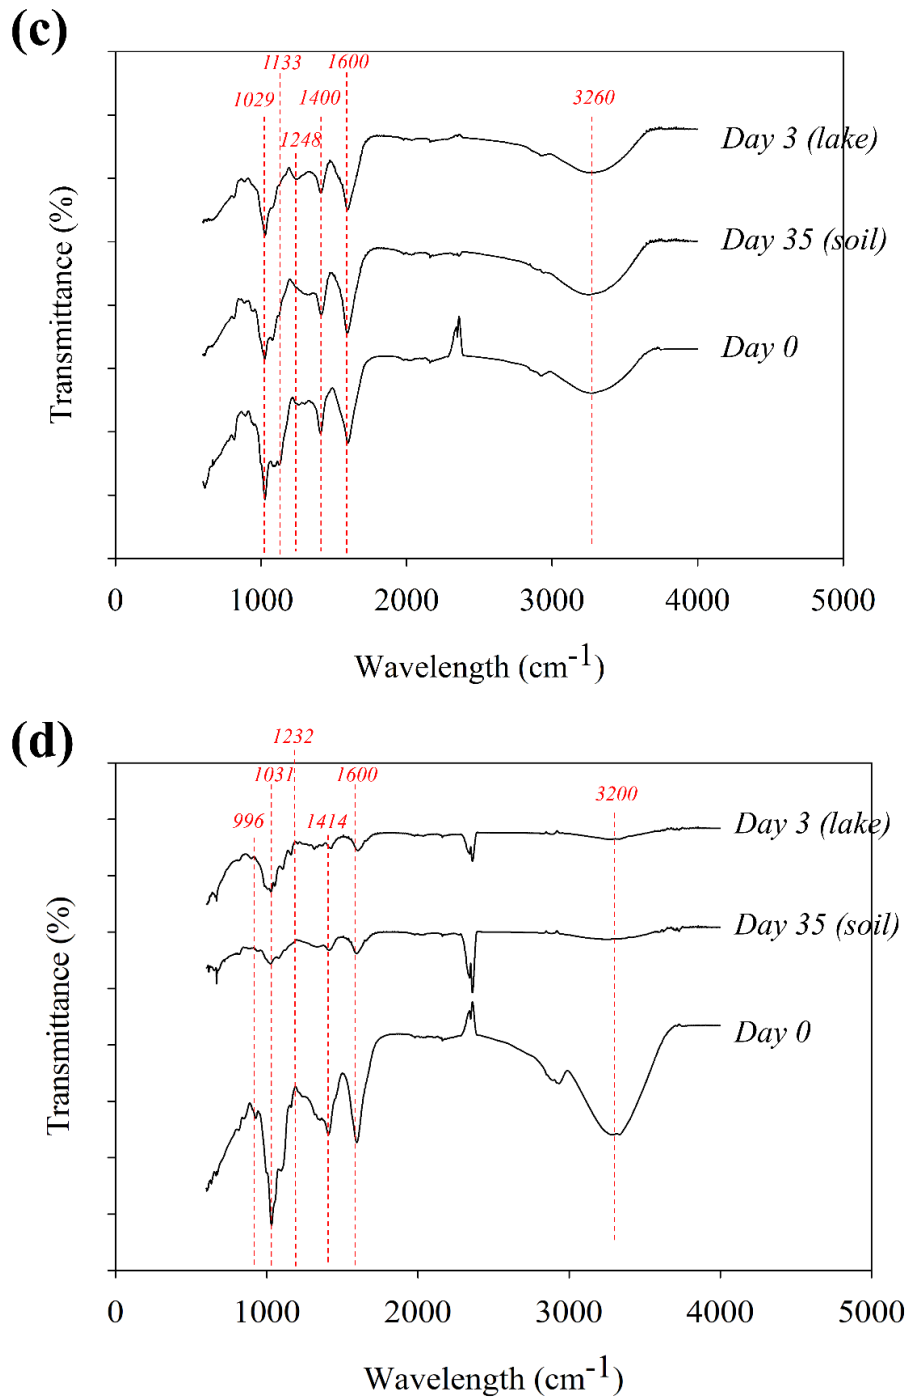 (c)
1133 1600
1029 1400 3260
1248
Day 3 (lake)
Day 35 (soil)
Day 0
Transmittance (%)
0 1000 2000 3000 4000 5000
Wavelength (cm-1)
(d)
1232
1031 1600
3200
996 1414
Day 3 (lake)
Day 35 (soil)
Day 0
Transmittance (%)
0 1000 2000 3000 4000 5000
Wavelength (cm-1)